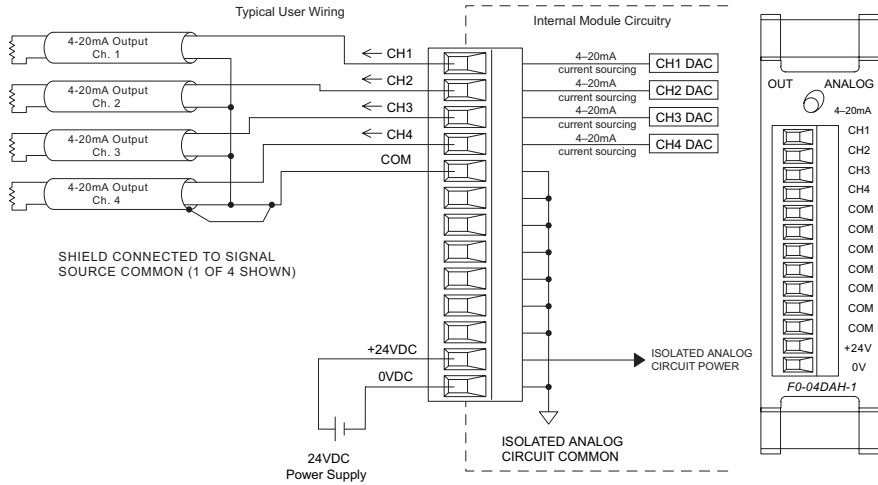 Typical User Wiring
Internal Module Circuitry
4-20mA Output
Ch. 1
4-20mA Output
Ch. 2
4-20mA Output
Ch. 3
4-20mA Output
Ch. 4
CH1
CH2
CH3
CH4
COM
SHIELD CONNECTED TO SIGNAL
SOURCE COMMON (1 OF 4 SHOWN)
+24VDC
0VDC
24VDC
Power Supply
4–20mA
current sourcing
CH1 DAC
4–20mA
current sourcing
CH2 DAC
4–20mA
current sourcing
CH3 DAC
4–20mA
current sourcing
CH4 DAC
ISOLATED ANALOG
CIRCUIT POWER
ISOLATED ANALOG
CIRCUIT COMMON
OUT ANALOG
4–20mA
CH1
CH2
CH3
CH4
COM
COM
COM
COM
COM
COM
COM
+24V
0V
F0-04DAH-1